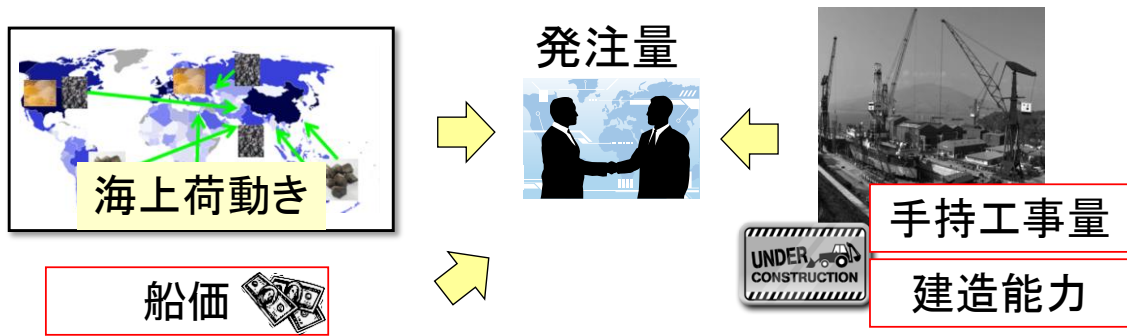 発注量
海上荷動き
手持工事量
UNDER
CONSTRUCTION
船価
建造能力